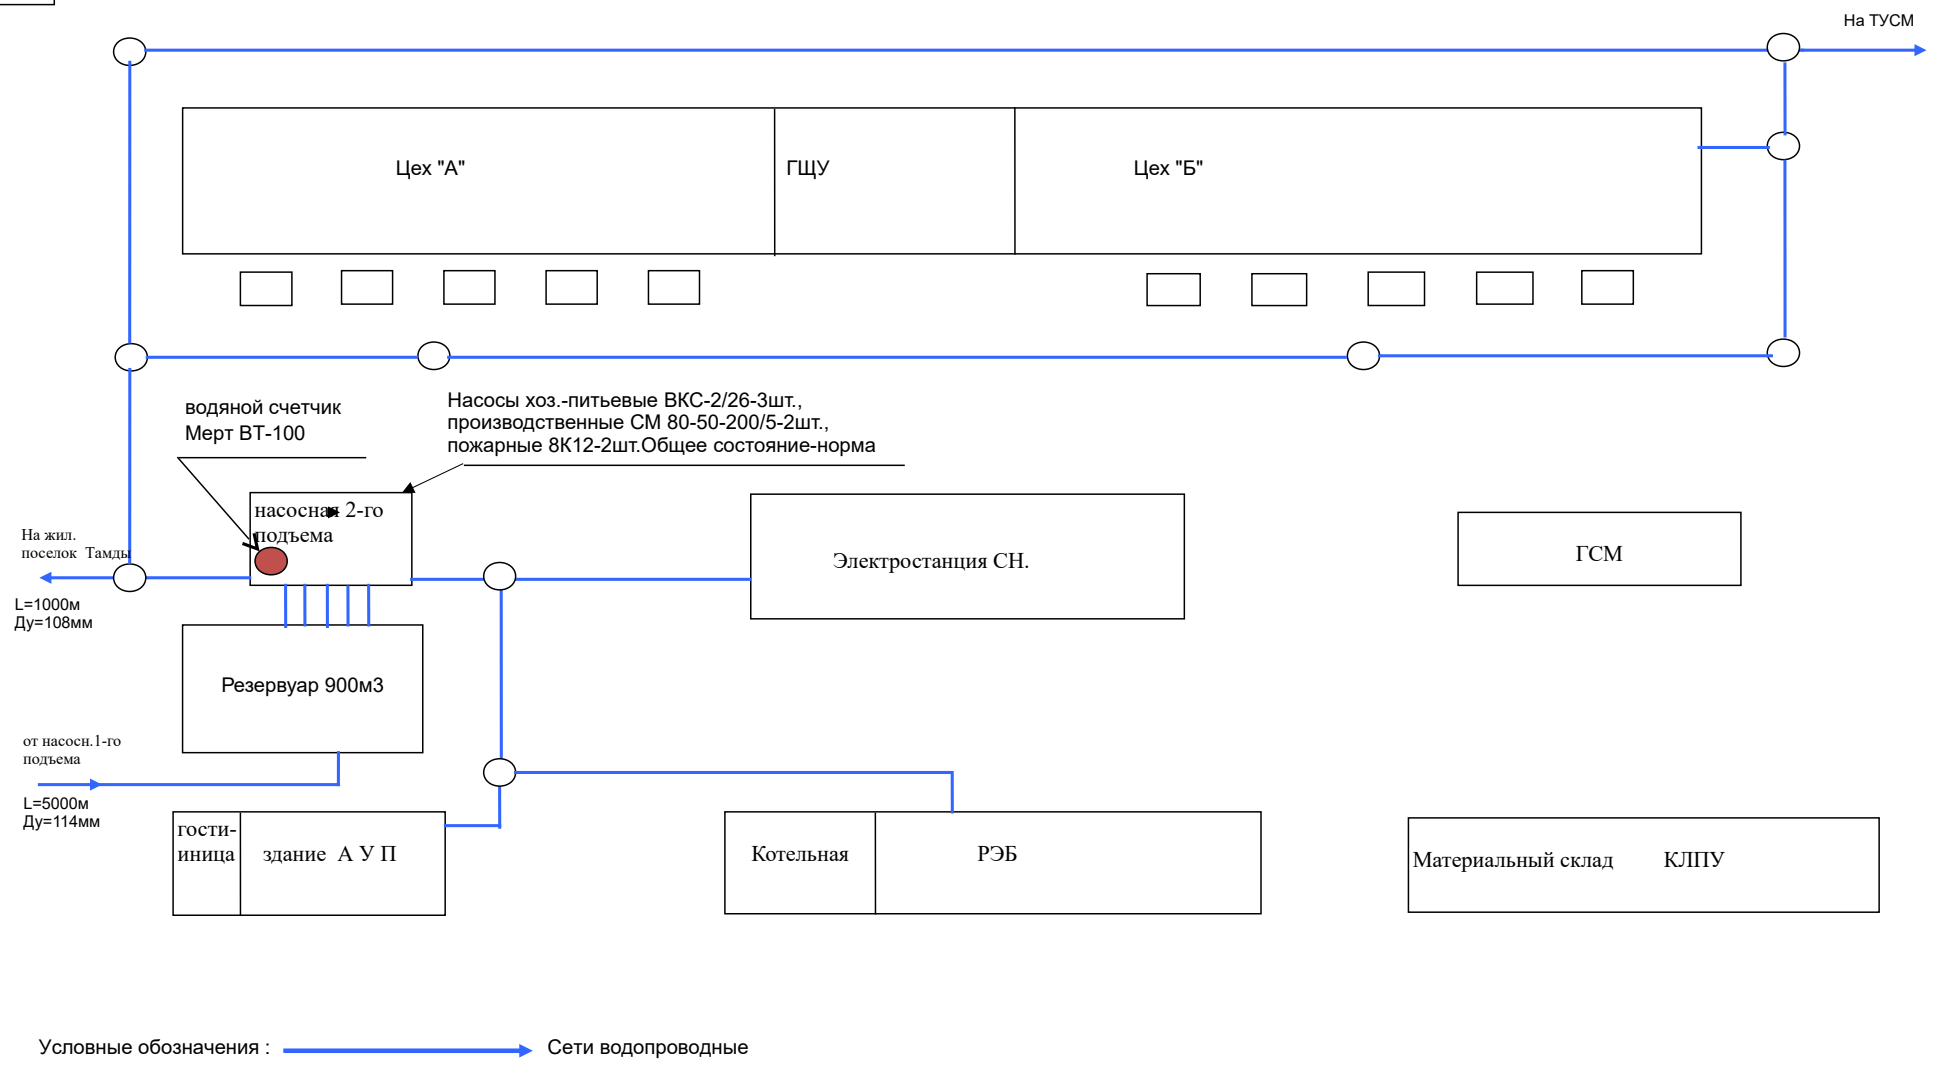 На ТУСМ
Цех "А"
ГЩУ
Цех "Б"
водяной счетчик
Мерт ВТ-100
Насосы хоз.-питьевые ВКС-2/26-3шт.,
производственные СМ 80-50-200/5-2шт.,
пожарные 8К12-2шт.Общее состояние-норма
насосная 2-го
подъема
На жил.
поселок Тамды
L=1000м
Ду=108мм
Электростанция СН.
ГСМ
Резервуар 900м3
от насосн.1-го
подъема
L=5000м
Ду=114мм
гости-
иница
здание А У П
Котельная
РЭБ
Материальный склад КЛПУ
Условные обозначения :
Сети водопроводные